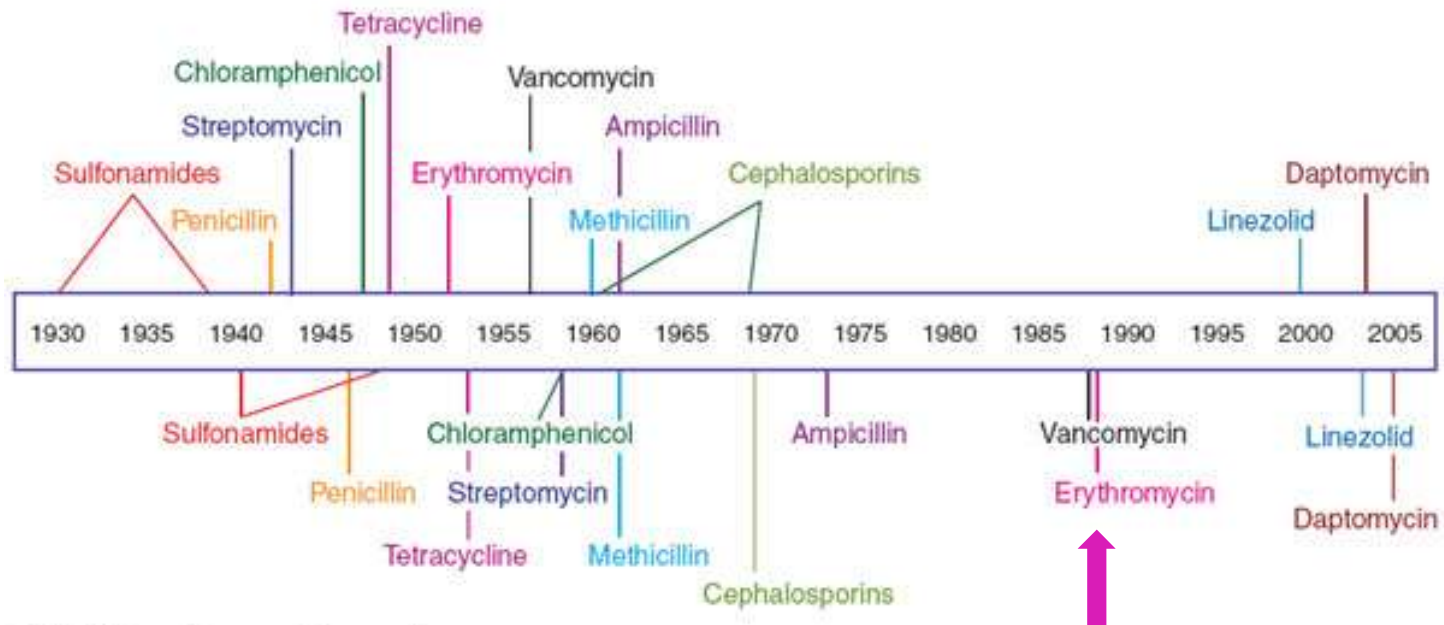 Tetracycline
Chloramphenicol
Vancomycin
Streptomycin
Ampicillin
Sulfonamides
Erythromycin
Cephalosporins
Daptomycin
Penicillin
Methicillin
Linezolid
1930 1935 1940 1945 1950 1955 1960 1965 1970 1975 1980 1985 1990 1995 2000 2005
Sulfonamides Chloramphenicol Ampicillin Vancomycin Linezolid
Penicillin Streptomycin Erythromycin
Daptomycin
Tetracycline Methicillin
Cephalosporins